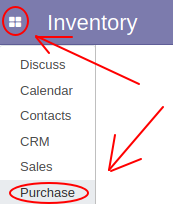 Inventory
Discuss
Calendar
Contacts
CRM
Sales
Purchase